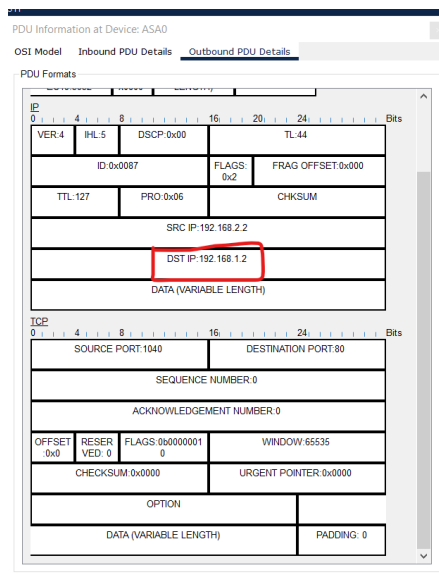 PDU Information at Device: ASA0
OSI Model Inbound PDU Details Outbound PDU Details
PDU Formats
IP
0 4 8 16 20 24 Bits
VER:4 IHL:5 DSCP:0x00 TL:44
ID:0x0087 FLAGS: 0x2 FRAG OFFSET:0x000
TTL:127 PRO:0x06 CHKSUM
SRC IP:192.168.2.2
DST IP:192.168.1.2
DATA (VARIABLE LENGTH)
TCP
0 4 8 16 24 Bits
SOURCE PORT:1040 DESTINATION PORT:80
SEQUENCE NUMBER:0
ACKNOWLEDGEMENT NUMBER:0
OFFSET :0x0 RESER VED: 0 FLAGS:0b0000001 0 WINDOW:65535
CHECKSUM:0x0000 URGENT POINTER:0x0000
OPTION
DATA (VARIABLE LENGTH) PADDING: 0